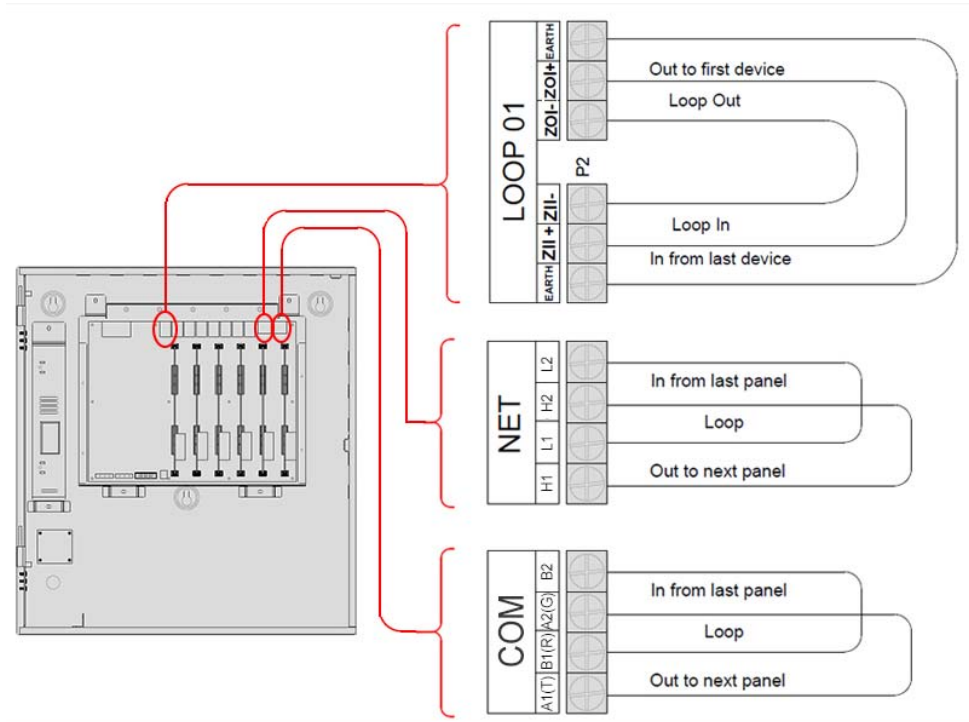 LOOP 01
EARTH
ZOI+
ZOI-
P2
ZII-
ZII +
EARTH
Out to first device
Loop Out
Loop In
In from last device
NET
L2
H2
L1
H1
In from last panel
Loop
Out to next panel
COM
B2
A2(G)
B1(R)
A1(T)
In from last panel
Loop
Out to next panel